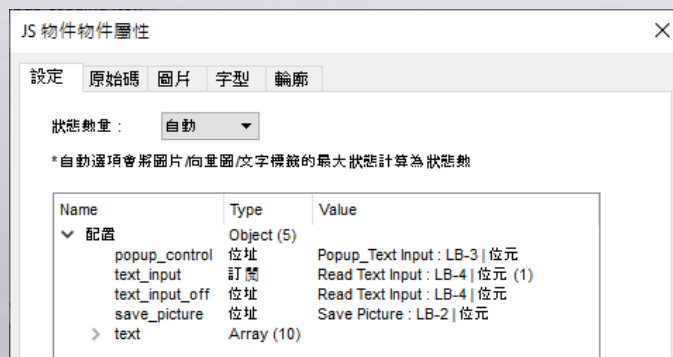 JS 物件物件屬性
設定 原始碼 圖片 字型 輪廓
狀態數量： 自動
*自動選項會將圖片/向量圖/文字標籤的最大狀態計算為狀態數
Name Type Value
配置 Object (5)
popup_control 位址 Popup_Text Input : LB-3 | 位元
text_input 訂閱 Read Text Input : LB-4 | 位元 (1)
text_input_off 位址 Read Text Input : LB-4 | 位元
save_picture 位址 Save Picture : LB-2 | 位元
text Array (10)